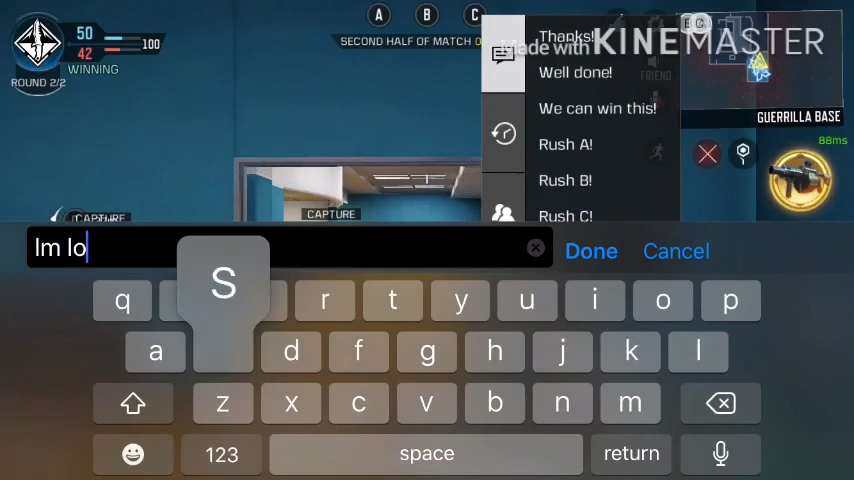 A B C
50
42
100
WINNING
ROUND 2/2
SECOND HALF OF MATCH
Made with KINEMASTER
Thanks!
Well done!
We can win this!
Rush A!
Rush B!
Rush C!
FRIEND
GUERRILLA BASE
88ms
CAPTURE
CAPTURE
Im lo
Done
Cancel
S
q r t y u i o p
a d f g h j k l
z x c v b n m
123
space
return